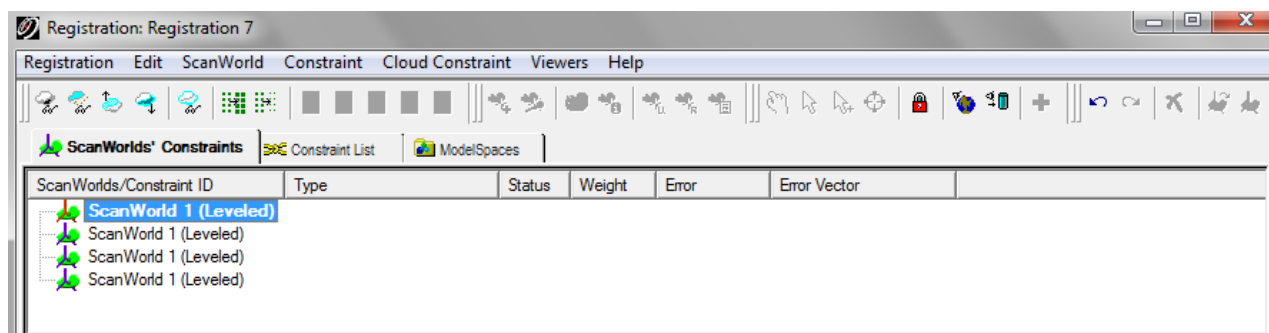 Registration: Registration 7
Registration Edit ScanWorld Constraint Cloud Constraint Viewers Help
ScanWorlds' Constraints Constraint List ModelSpaces
ScanWorlds/Constraint ID Type Status Weight Error Error Vector
ScanWorld 1 (Leveled)
ScanWorld 1 (Leveled)
ScanWorld 1 (Leveled)
ScanWorld 1 (Leveled)